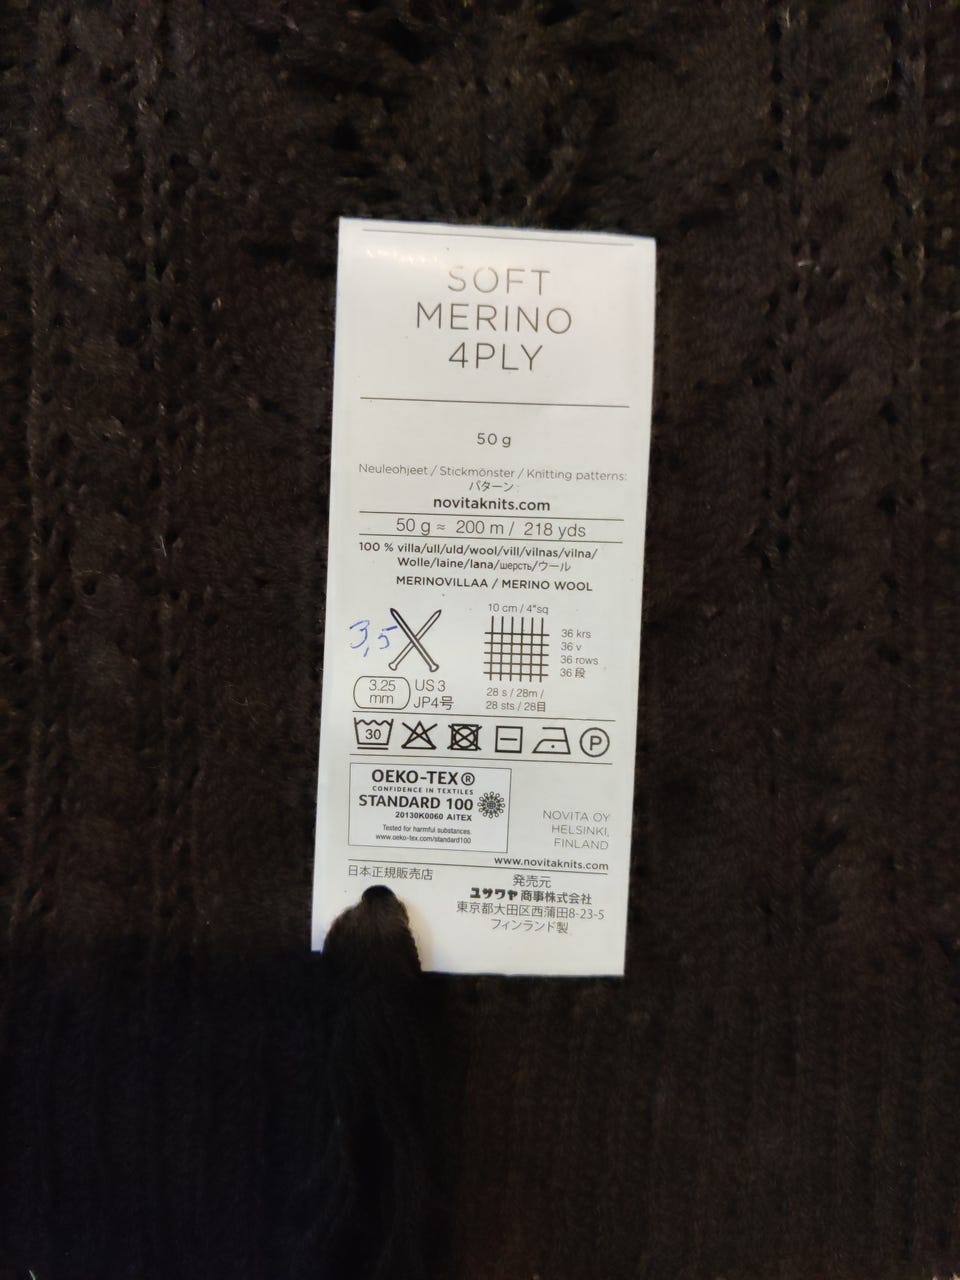 SOFT
MERINO
4PLY
50 g
Neuleohjeet / Stickmönster / Knitting patterns:
パターン :
novitaknits.com
50 g ≈ 200 m / 218 yds
100 % villa/ull/uld/wool/vill/vilnas/vilna/
Wolle/laine/lana/шерсть/ウール
MERINOVILLAA / MERINO WOOL
3,5
3.25
mm
US 3
JP4号
10 cm / 4"sq
36 krs
36 v
36 rows
36 段
28 s / 28m /
28 sts / 28目
30
P
OEKO-TEX®
CONFIDENCE IN TEXTILES
STANDARD 100
20130K0060 AITEX
Tested for harmful substances.
www.oeko-tex.com/standard100
NOVITA OY
HELSINKI,
FINLAND
www.novitaknits.com
日本正規販売店
発売元
ユザワヤ商事株式会社
東京都大田区西蒲田8-23-5
フィンランド製